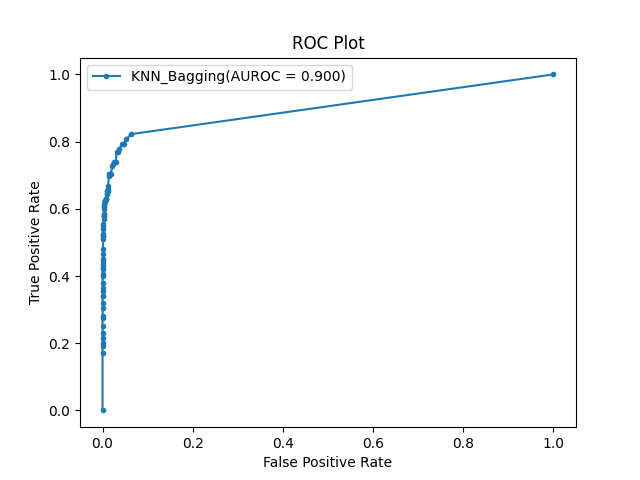 ROC Plot
KNN_Bagging(AUROC = 0.900)
True Positive Rate
1.0
0.8
0.6
0.4
0.2
0.0
0.0 0.2 0.4 0.6 0.8 1.0
False Positive Rate